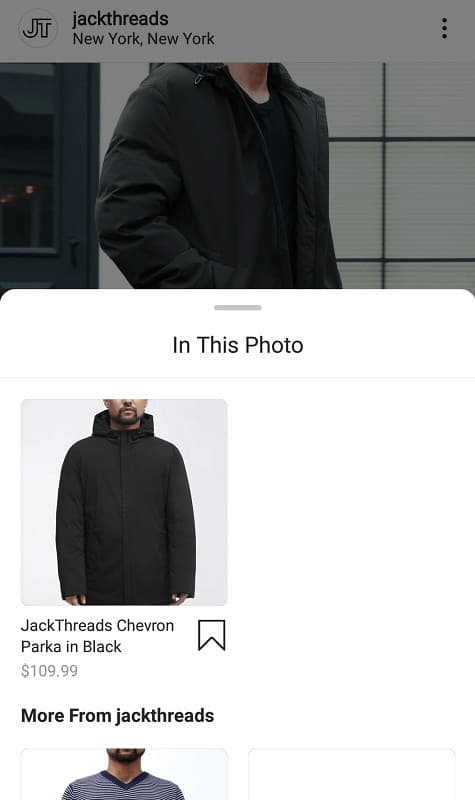 JT
jackthreads
New York, New York
In This Photo
JackThreads Chevron
Parka in Black
$109.99
More From jackthreads